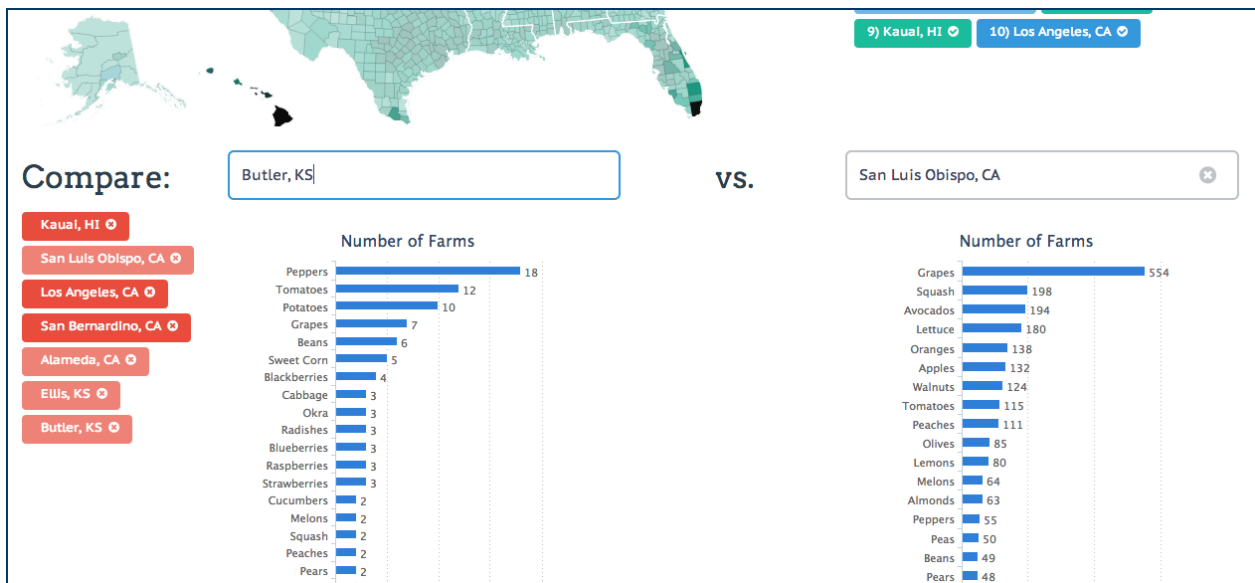 9) Kauai, HI
10) Los Angeles, CA
Compare:
Butler, KS
vs.
San Luis Obispo, CA
Kauai, HI
San Luis Obispo, CA
Los Angeles, CA
San Bernardino, CA
Alameda, CA
Ellis, KS
Butler, KS
Number of Farms
Peppers 18
Tomatoes 12
Potatoes 10
Grapes 7
Beans 6
Sweet Corn 5
Blackberries 4
Cabbage 3
Okra 3
Radishes 3
Blueberries 3
Raspberries 3
Strawberries 3
Cucumbers 2
Melons 2
Squash 2
Peaches 2
Pears 2
Number of Farms
Grapes 554
Squash 198
Avocados 194
Lettuce 180
Oranges 138
Apples 132
Walnuts 124
Tomatoes 115
Peaches 111
Olives 85
Lemons 80
Melons 64
Almonds 63
Peppers 55
Peas 50
Beans 49
Pears 48